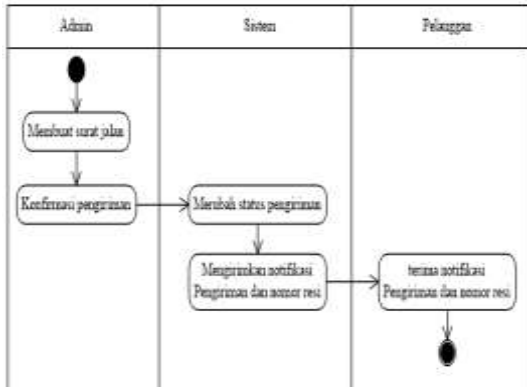 Admin
Sistem
Pelanggan
Membuat surat jalan
Konfirmasi pengiriman
Merubah status pengiriman
Mengirimkan notifikasi
Pengiriman dan nomor resi
terima notifikasi
Pengiriman dan nomor resi